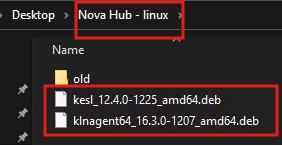 Desktop > Nova Hub - linux >
Name
old
kesl_12.4.0-1225_amd64.deb
klnagent64_16.3.0-1207_amd64.deb